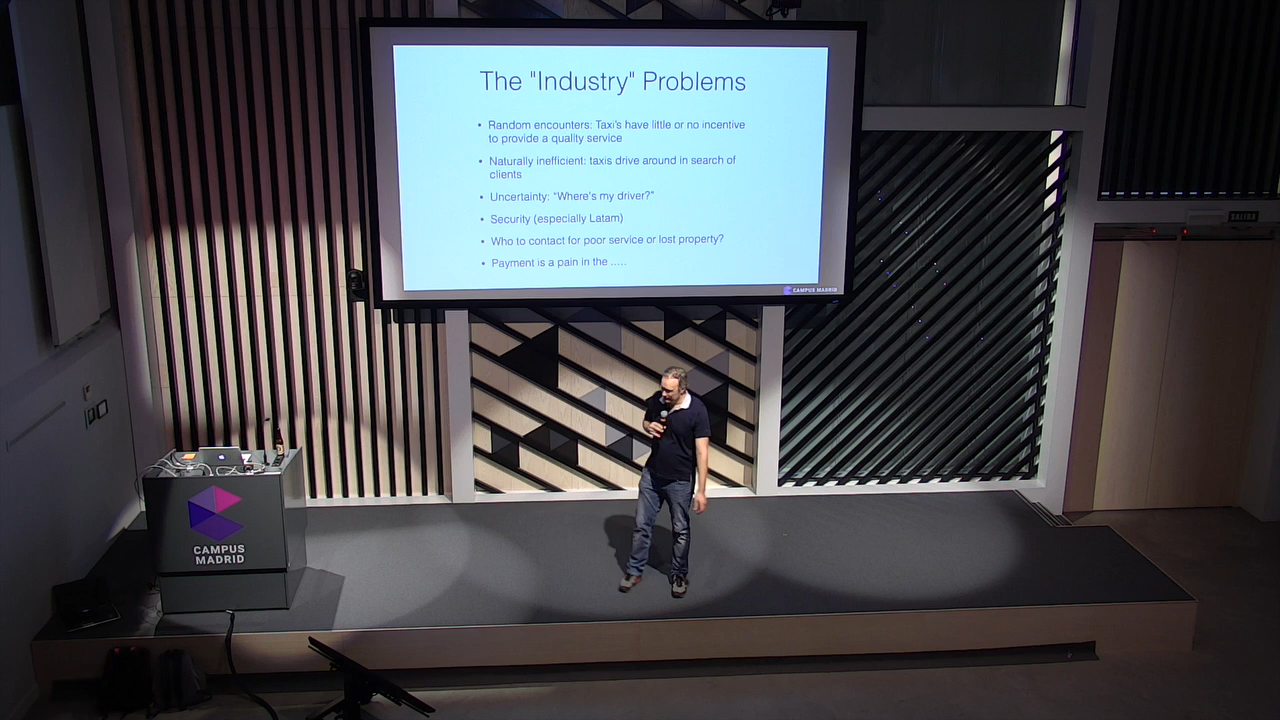 The "Industry" Problems
• Random encounters: Taxi's have little or no incentive
to provide a quality service
• Naturally inefficient: taxis drive around in search of
clients
• Uncertainty: “Where's my driver?”
• Security (especially Latam)
• Who to contact for poor service or lost property?
• Payment is a pain in the .....
CAMPUS MADRID
SALIDA
CAMPUS
MADRID